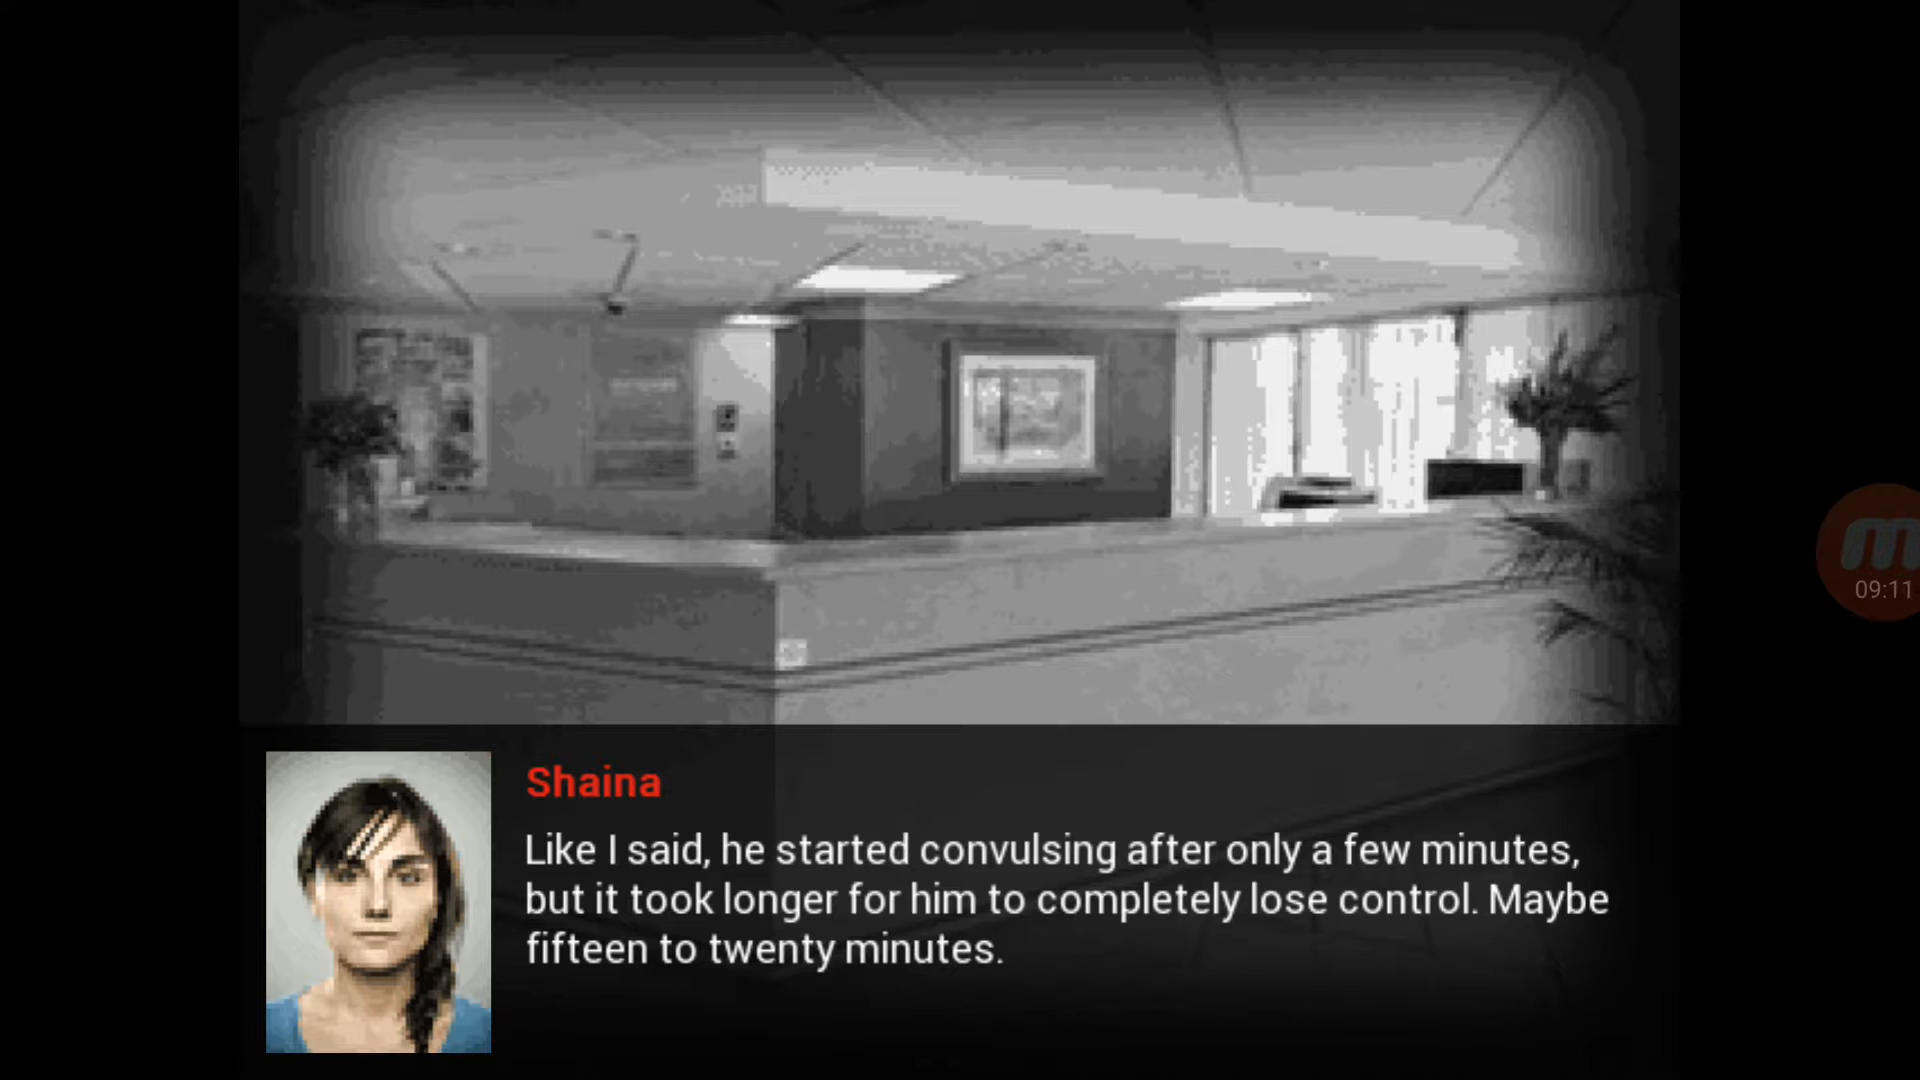 Shaina
Like I said, he started convulsing after only a few minutes,
but it took longer for him to completely lose control. Maybe
fifteen to twenty minutes.
09:11